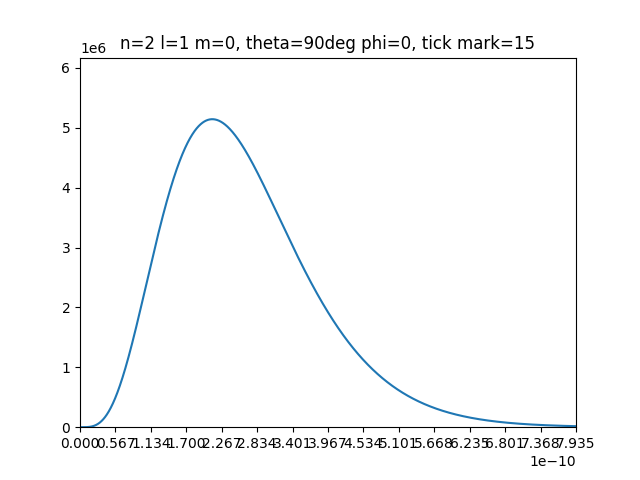 n=2 l=1 m=0, theta=90deg phi=0, tick mark=15
1e6
6
5
4
3
2
1
0
0.000 0.567 1.134 1.700 2.267 2.834 3.401 3.967 4.534 5.101 5.668 6.235 6.801 7.368 7.935
1e−10